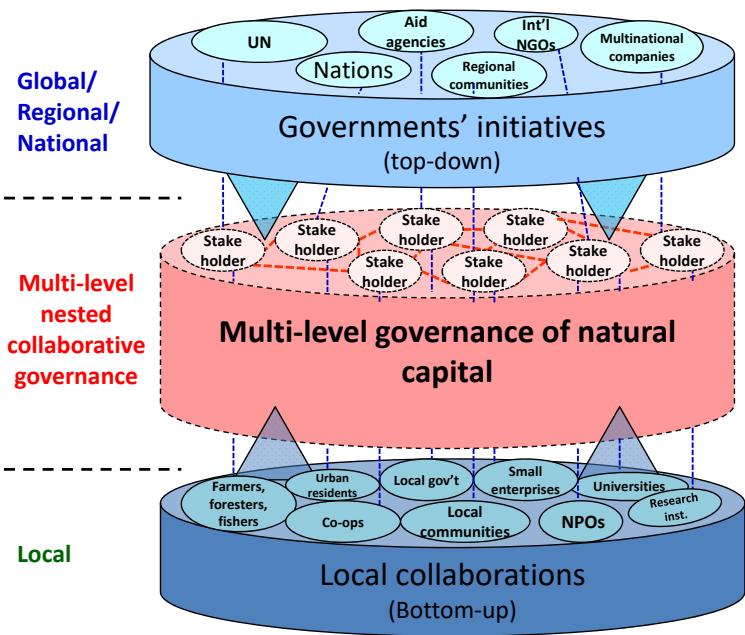 UN
Aid
agencies
Int'l
NGOs
Multinational
companies
Nations
Regional
communities
Global/
Regional/
National
Governments' initiatives
(top-down)
Stake
holder
Stake
holder
Stake
holder
Stake
holder
Stake
holder
Stake
holder
Stake
holder
Stake
holder
Multi-level
nested
collaborative
governance
Multi-level governance of natural
capital
Farmers,
foresters,
fishers
Urban
residents
Local gov't
Small
enterprises
Universities
Research
inst.
Co-ops
Local
communities
NPOs
Local
Local collaborations
(Bottom-up)